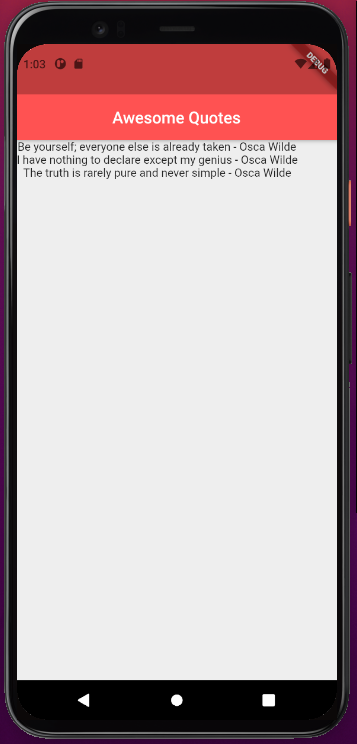 1:03
DEBUG
Awesome Quotes
Be yourself; everyone else is already taken - Osca Wilde
I have nothing to declare except my genius - Osca Wilde
The truth is rarely pure and never simple - Osca Wilde